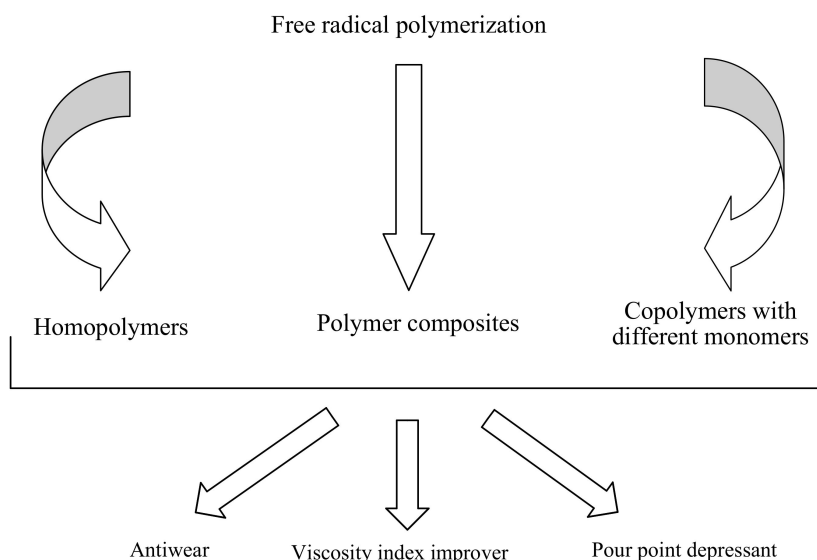 Free radical polymerization
Homopolymers
Polymer composites
Copolymers with
different monomers
Antiwear
Viscosity index improver
Pour point depressant